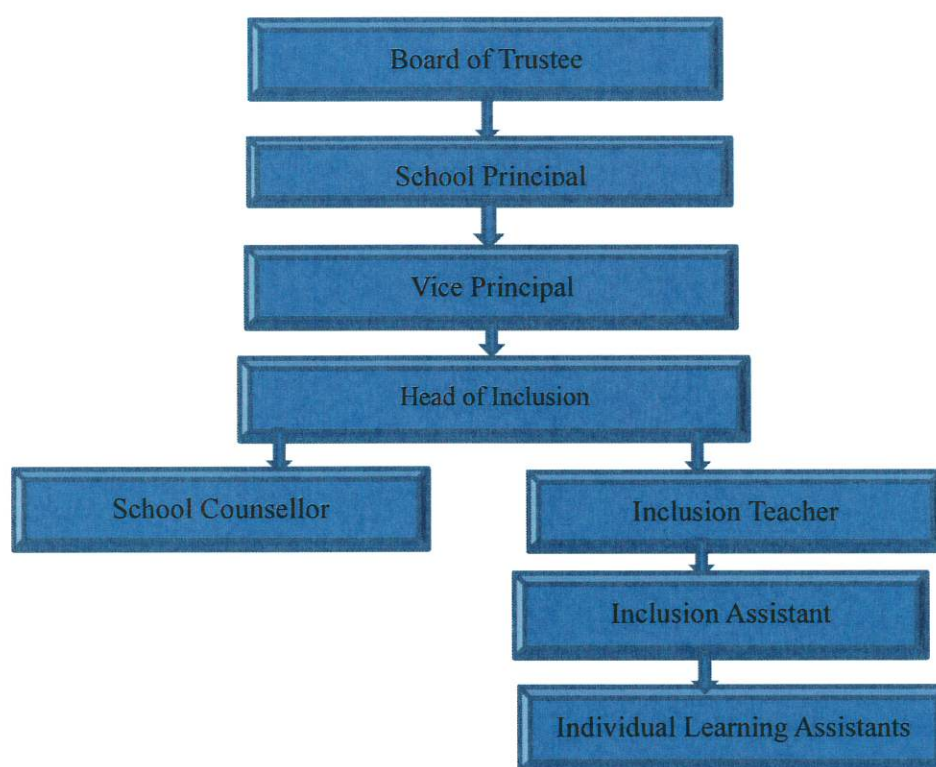 Board of Trustee
School Principal
Vice Principal
Head of Inclusion
School Counsellor
Inclusion Teacher
Inclusion Assistant
Individual Learning Assistants